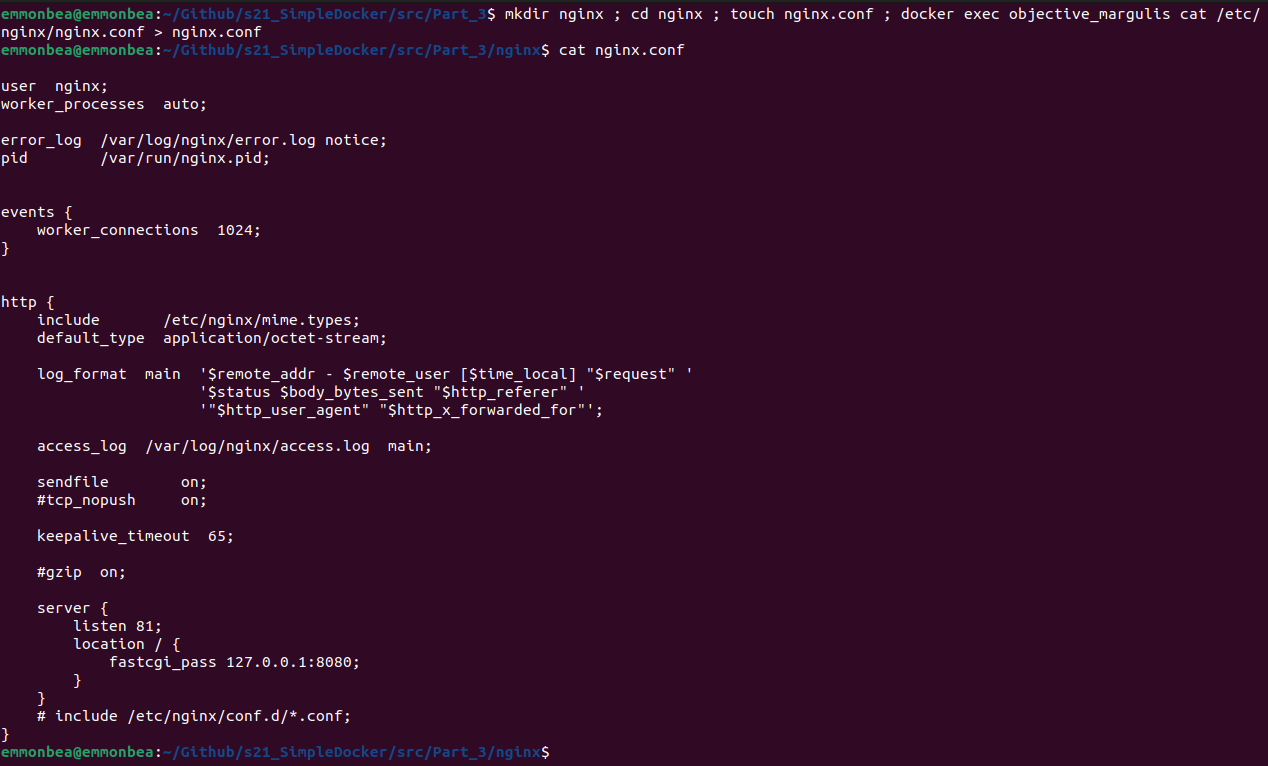 emmonbea@emmonbea:~/Github/s21_SimpleDocker/src/Part_3$ mkdir nginx ; cd nginx ; touch nginx.conf ; docker exec objective_margulis cat /etc/
nginx/nginx.conf > nginx.conf
emmonbea@emmonbea:~/Github/s21_SimpleDocker/src/Part_3/nginx$ cat nginx.conf

user  nginx;
worker_processes  auto;

error_log  /var/log/nginx/error.log notice;
pid        /var/run/nginx.pid;


events {
    worker_connections  1024;
}


http {
    include       /etc/nginx/mime.types;
    default_type  application/octet-stream;

    log_format  main  '$remote_addr - $remote_user [$time_local] "$request" '
                      '$status $body_bytes_sent "$http_referer" '
                      '"$http_user_agent" "$http_x_forwarded_for"';

    access_log  /var/log/nginx/access.log  main;

    sendfile        on;
    #tcp_nopush     on;

    keepalive_timeout  65;

    #gzip  on;

    server {
        listen 81;
        location / {
            fastcgi_pass 127.0.0.1:8080;
        }
    }
    # include /etc/nginx/conf.d/*.conf;
}
emmonbea@emmonbea:~/Github/s21_SimpleDocker/src/Part_3/nginx$